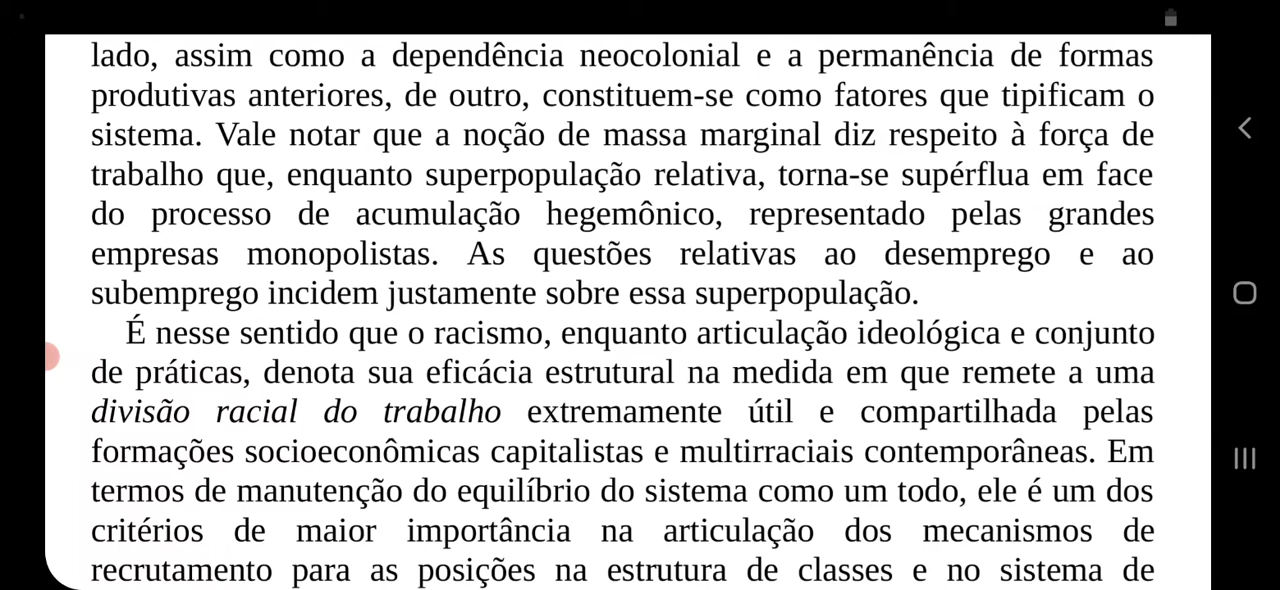 lado, assim como a dependência neocolonial e a permanência de formas
produtivas anteriores, de outro, constituem-se como fatores que tipificam o
sistema. Vale notar que a noção de massa marginal diz respeito à força de
trabalho que, enquanto superpopulação relativa, torna-se supérflua em face
do processo de acumulação hegemônico, representado pelas grandes
empresas monopolistas. As questões relativas ao desemprego e ao
subemprego incidem justamente sobre essa superpopulação.
É nesse sentido que o racismo, enquanto articulação ideológica e conjunto
de práticas, denota sua eficácia estrutural na medida em que remete a uma
divisão racial do trabalho extremamente útil e compartilhada pelas
formações socioeconômicas capitalistas e multirraciais contemporâneas. Em
termos de manutenção do equilíbrio do sistema como um todo, ele é um dos
critérios de maior importância na articulação dos mecanismos de
recrutamento para as posições na estrutura de classes e no sistema de